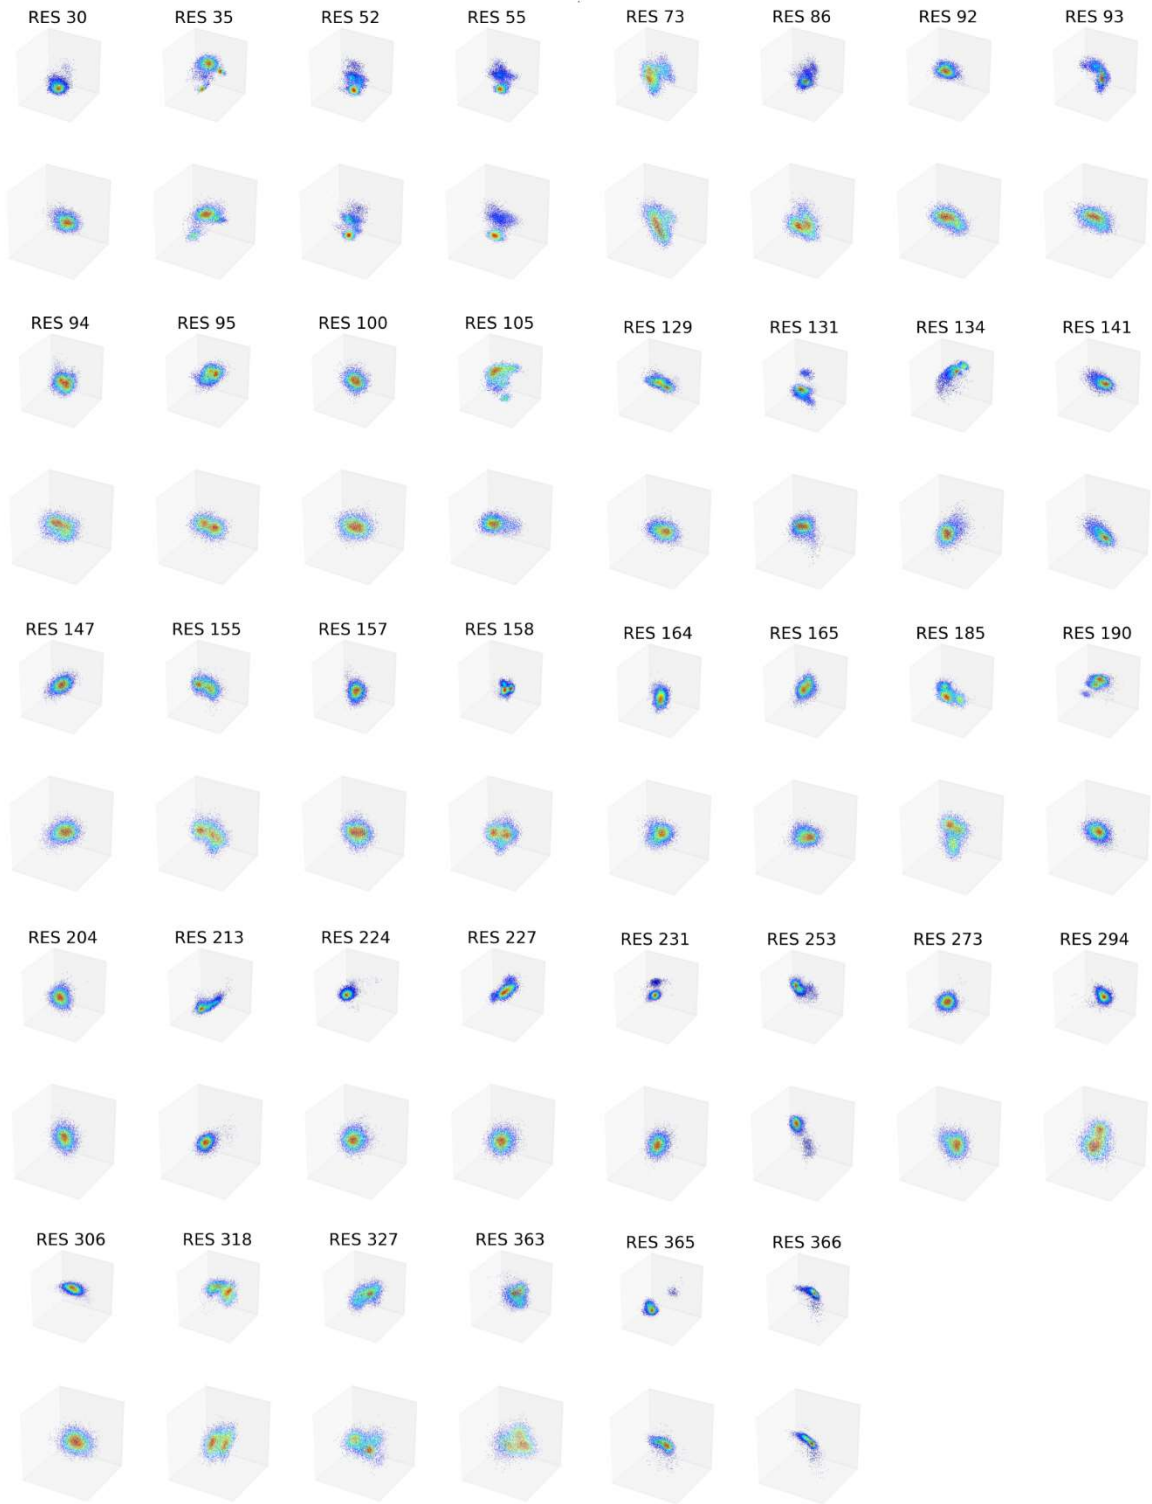 RES 30 RES 35 RES 52 RES 55 RES 73 RES 86 RES 92 RES 93
RES 94 RES 95 RES 100 RES 105 RES 129 RES 131 RES 134 RES 141
RES 147 RES 155 RES 157 RES 158 RES 164 RES 165 RES 185 RES 190
RES 204 RES 213 RES 224 RES 227 RES 231 RES 253 RES 273 RES 294
RES 306 RES 318 RES 327 RES 363 RES 365 RES 366